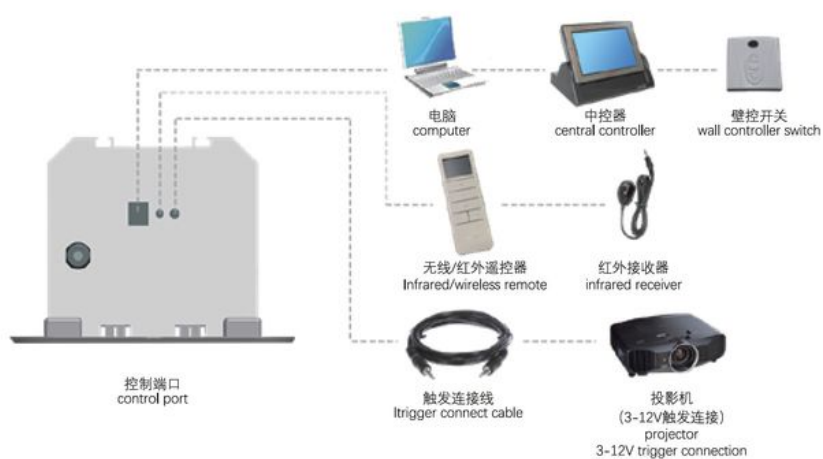 电脑
computer
中控器
central controller
壁控开关
wall controller switch
无线/红外遥控器
Infrared/wireless remote
红外接收器
infrared receiver
控制端口
control port
触发连接线
Itrigger connect cable
投影机
(3-12V触发连接)
projector
3-12V trigger connection